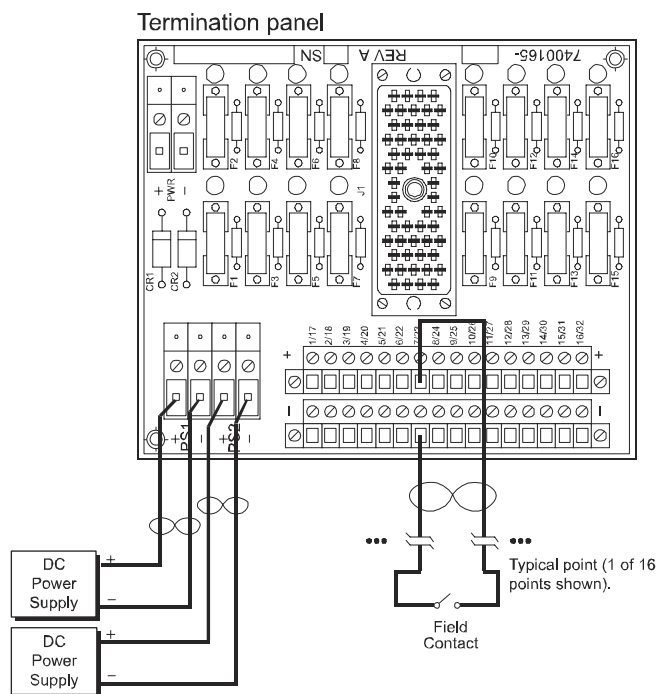 Termination panel
SN
REV A
7400165-
F2
F4
F6
F8
F10
F12
F14
F16
+ -
PWR
J1
CR1
CR2
F1
F3
F5
F7
F9
F11
F13
F15
1/17
2/18
3/19
4/20
5/21
6/22
7/23
8/24
9/25
10/26
11/27
12/28
13/29
14/30
15/31
16/32
+ +
- -
+ - + -
PS1
PS2
DC
Power
Supply
+
-
DC
Power
Supply
+
-
•••
•••
Typical point (1 of 16
points shown).
Field
Contact